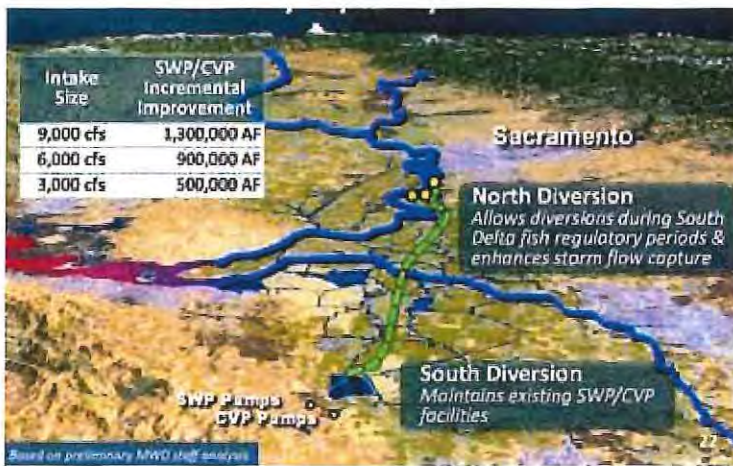 Intake Size
SWP/CVP Incremental Improvement
9,000 cfs 1,300,000 AF
6,000 cfs 900,000 AF
3,000 cfs 500,000 AF
Sacramento
North Diversion
Allows diversions during South
Delta fish regulatory periods &
enhances storm flow capture
South Diversion
Maintains existing SWP/CVP
facilities
SWP Pumps
CVP Pumps
Based on preliminary MWD staff analysis
27